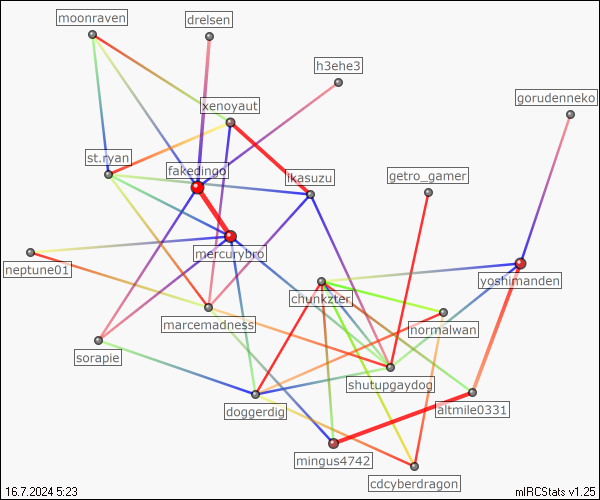 moonraven
drelsen
h3ehe3
gorudenneko
xenoyaut
st.ryan
fakedingo
ikasuzu
getro_gamer
mercurybro
neptune01
yoshimanden
chunkzter
marcemadness
normalwan
sorapie
shutupgaydog
doggerdig
altmile0331
mingus4742
cdcyberdragon
16.7.2024 5:23
mIRCStats v1.25